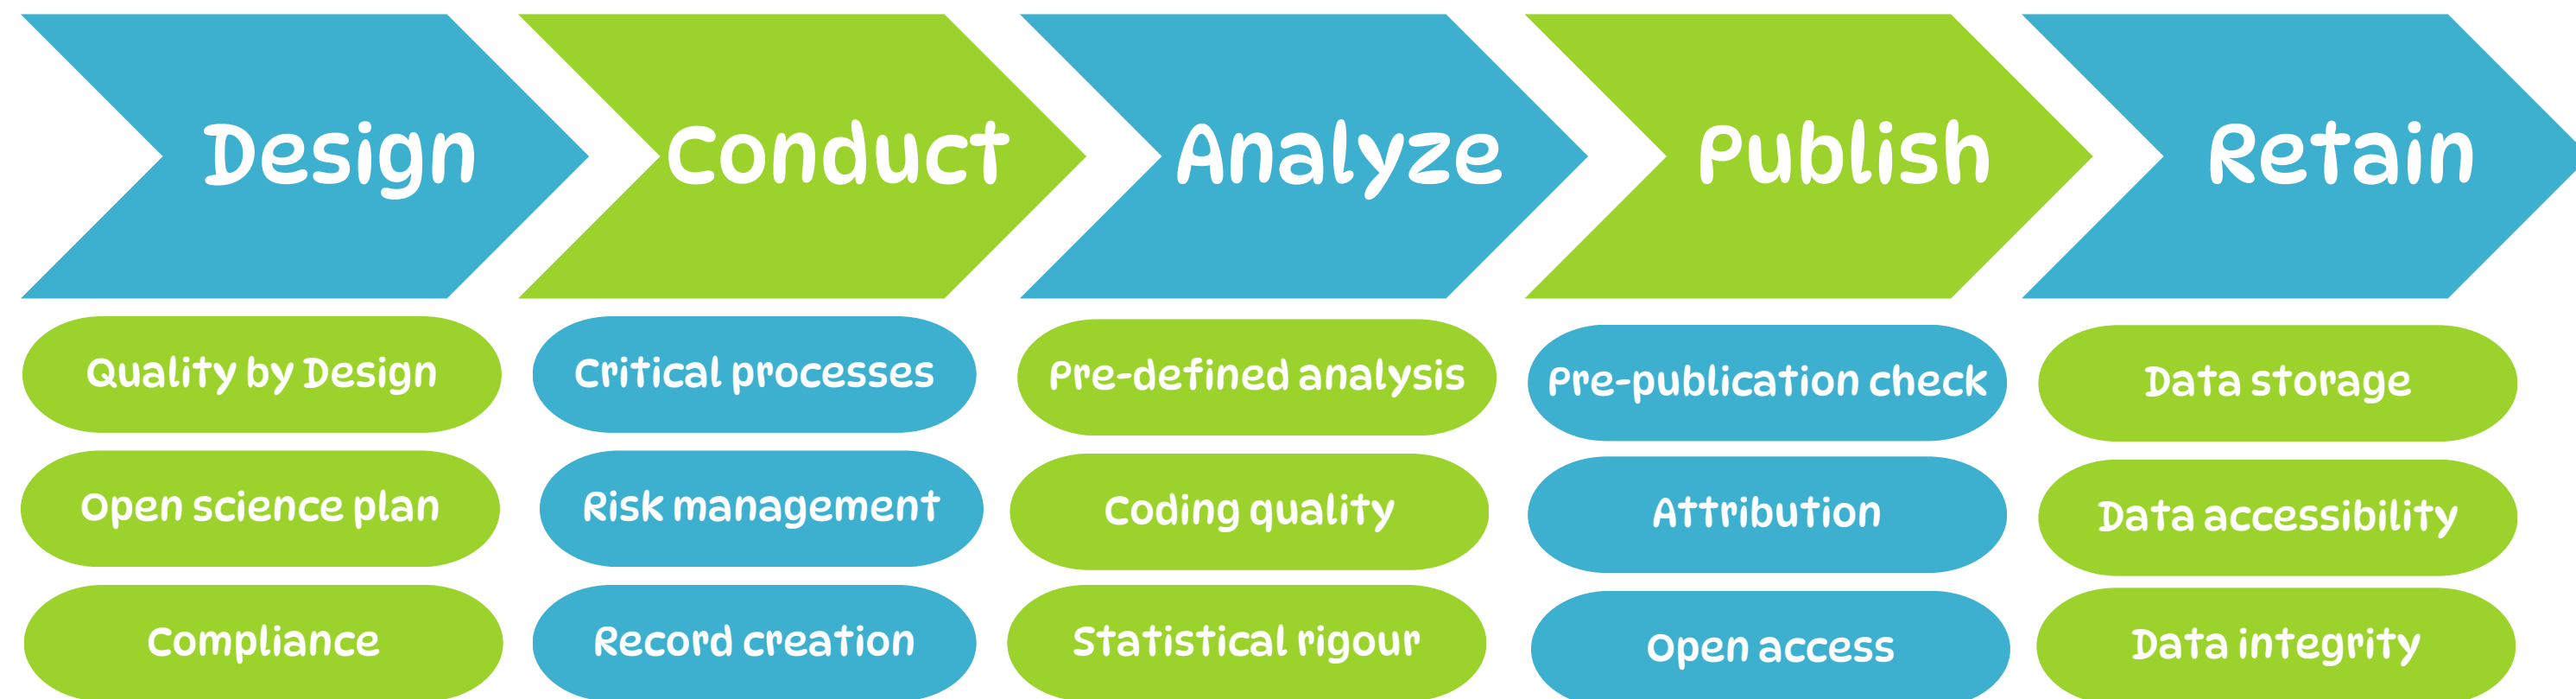 Design
Conduct
Analyze
Publish
Retain
Quality by Design
Critical processes
Pre-defined analysis
Pre-publication check
Data storage
Open science plan
Risk management
Coding quality
Attribution
Data accessibility
Compliance
Record creation
Statistical rigour
Open access
Data integrity